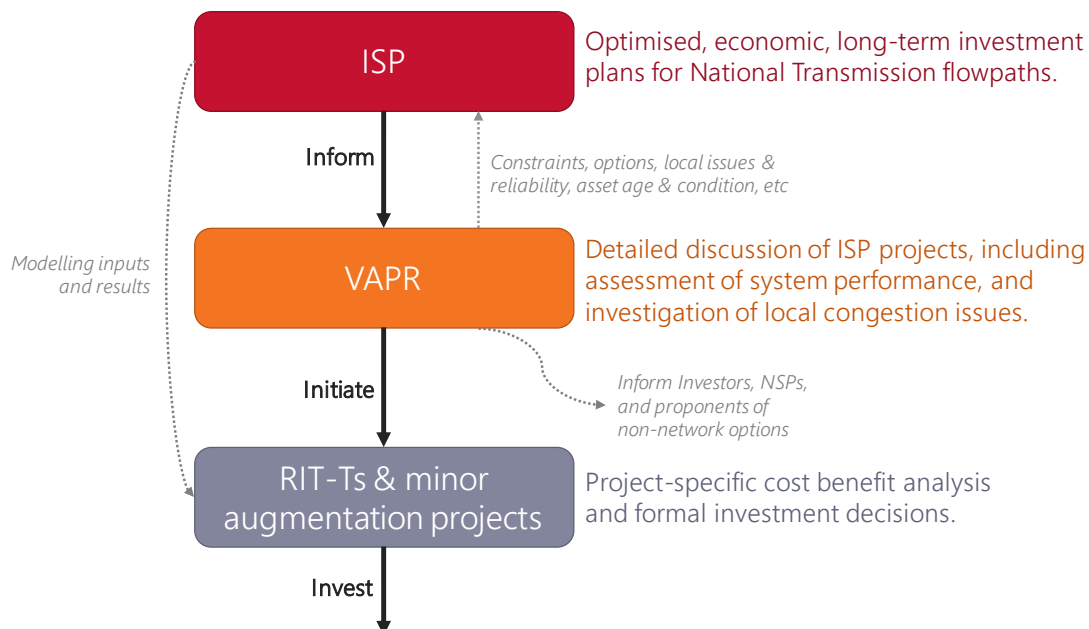 ISP
Optimised, economic, long-term investment
plans for National Transmission flowpaths.
Inform
Constraints, options, local issues &
reliability, asset age & condition, etc
Modelling inputs
and results
VAPR
Detailed discussion of ISP projects, including
assessment of system performance, and
investigation of local congestion issues.
Initiate
Inform Investors, NSPs,
and proponents of
non-network options
RIT-Ts & minor
augmentation projects
Project-specific cost benefit analysis
and formal investment decisions.
Invest